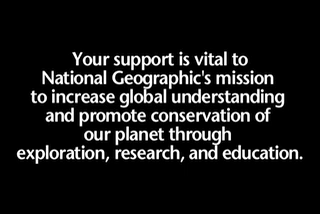 Your support is vital to
National Geographic's mission
to increase global understanding
and promote conservation of
our planet through
exploration, research, and education.